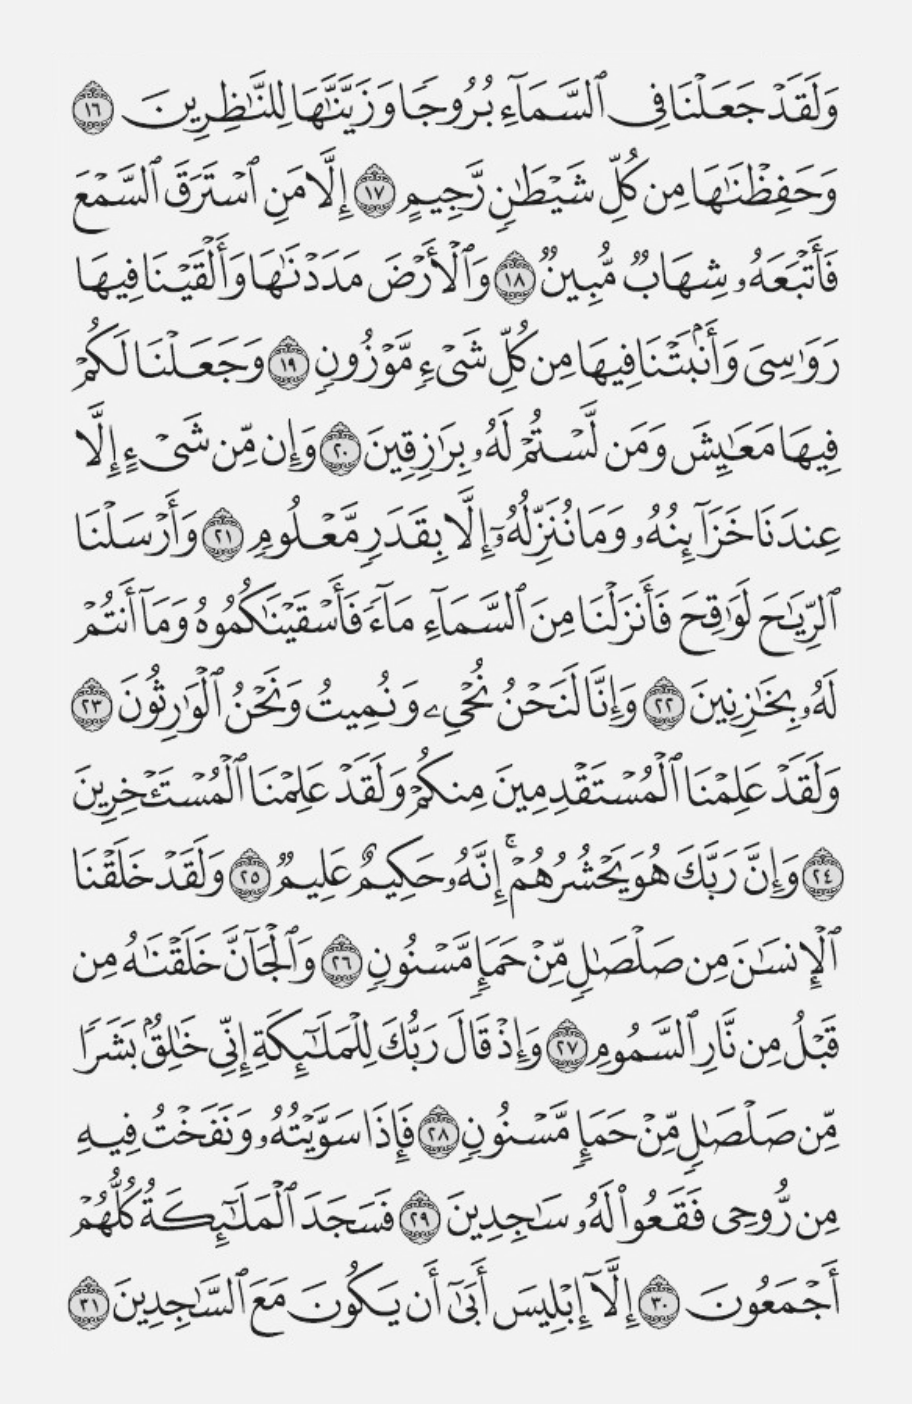 وَلَقَدْ جَعَلْنَا فِى ٱلسَّمَآءِ بُرُوجًا وَزَيَّنَّٰهَا لِلنَّٰظِرِينَ ١٦
وَحَفِظْنَٰهَا مِن كُلِّ شَيْطَٰنٍ رَّجِيمٍ ١٧ إِلَّا مَنِ ٱسْتَرَقَ ٱلسَّمْعَ
فَأَتْبَعَهُۥ شِهَابٌ مُّبِينٌ ١٨ وَٱلْأَرْضَ مَدَدْنَٰهَا وَأَلْقَيْنَا فِيهَا
رَوَٰسِىَ وَأَنۢبَتْنَا فِيهَا مِن كُلِّ شَىْءٍ مَّوْزُونٍ ١٩ وَجَعَلْنَا لَكُمْ
فِيهَا مَعَٰيِشَ وَمَن لَّسْتُمْ لَهُۥ بِرَٰزِقِينَ ٢٠ وَإِن مِّن شَىْءٍ إِلَّا
عِندَنَا خَزَآئِنُهُۥ وَمَا نُنَزِّلُهُۥٓ إِلَّا بِقَدَرٍ مَّعْلُومٍ ٢١ وَأَرْسَلْنَا
ٱلرِّيَٰحَ لَوَٰقِحَ فَأَنزَلْنَا مِنَ ٱلسَّمَآءِ مَآءً فَأَسْقَيْنَٰكُمُوهُ وَمَآ أَنتُمْ
لَهُۥ بِخَٰزِنِينَ ٢٢ وَإِنَّا لَنَحْنُ نُحْىِۦ وَنُمِيتُ وَنَحْنُ ٱلْوَٰرِثُونَ ٢٣
وَلَقَدْ عَلِمْنَا ٱلْمُسْتَقْدِمِينَ مِنكُمْ وَلَقَدْ عَلِمْنَا ٱلْمُسْتَـْٔخِرِينَ
٢٤ وَإِنَّ رَبَّكَ هُوَ يَحْشُرُهُمْ ۚ إِنَّهُۥ حَكِيمٌ عَلِيمٌ ٢٥ وَلَقَدْ خَلَقْنَا
ٱلْإِنسَٰنَ مِن صَلْصَٰلٍ مِّنْ حَمَإٍ مَّسْنُونٍ ٢٦ وَٱلْجَآنَّ خَلَقْنَٰهُ مِن
قَبْلُ مِن نَّارِ ٱلسَّمُومِ ٢٧ وَإِذْ قَالَ رَبُّكَ لِلْمَلَٰٓئِكَةِ إِنِّى خَٰلِقٌۢ بَشَرًا
مِّن صَلْصَٰلٍ مِّنْ حَمَإٍ مَّسْنُونٍ ٢٨ فَإِذَا سَوَّيْتُهُۥ وَنَفَخْتُ فِيهِ
مِن رُّوحِى فَقَعُوا۟ لَهُۥ سَٰجِدِينَ ٢٩ فَسَجَدَ ٱلْمَلَٰٓئِكَةُ كُلُّهُمْ
أَجْمَعُونَ ٣٠ إِلَّآ إِبْلِيسَ أَبَىٰٓ أَن يَكُونَ مَعَ ٱلسَّٰجِدِينَ ٣١